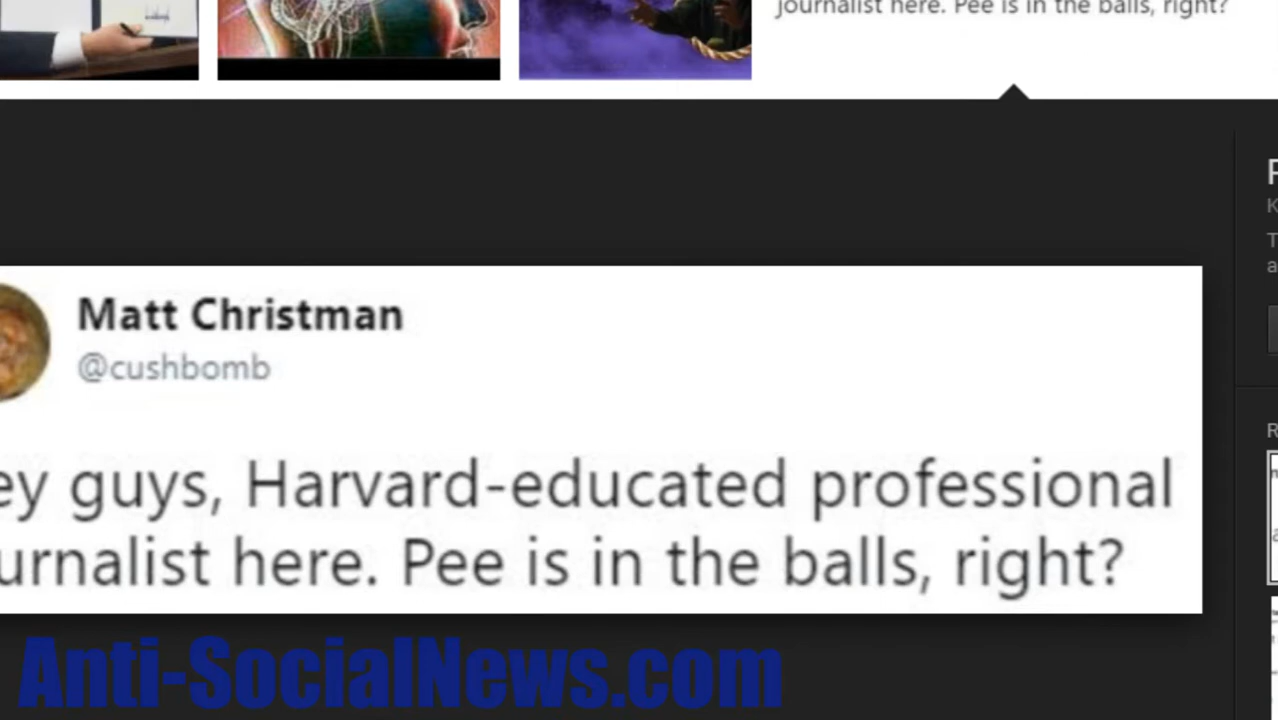 journalist here. Pee is in the balls, right?
Matt Christman
@cushbomb
ey guys, Harvard-educated professional
urnalist here. Pee is in the balls, right?
Anti-SocialNews.com